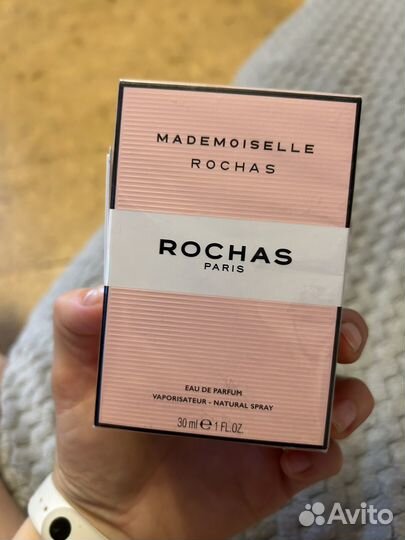 MADEMOISELLE
ROCHAS
ROCHAS
PARIS
EAU DE PARFUM
VAPORISATEUR - NATURAL SPRAY
30 ml ℮ 1 FL.OZ.
Avito